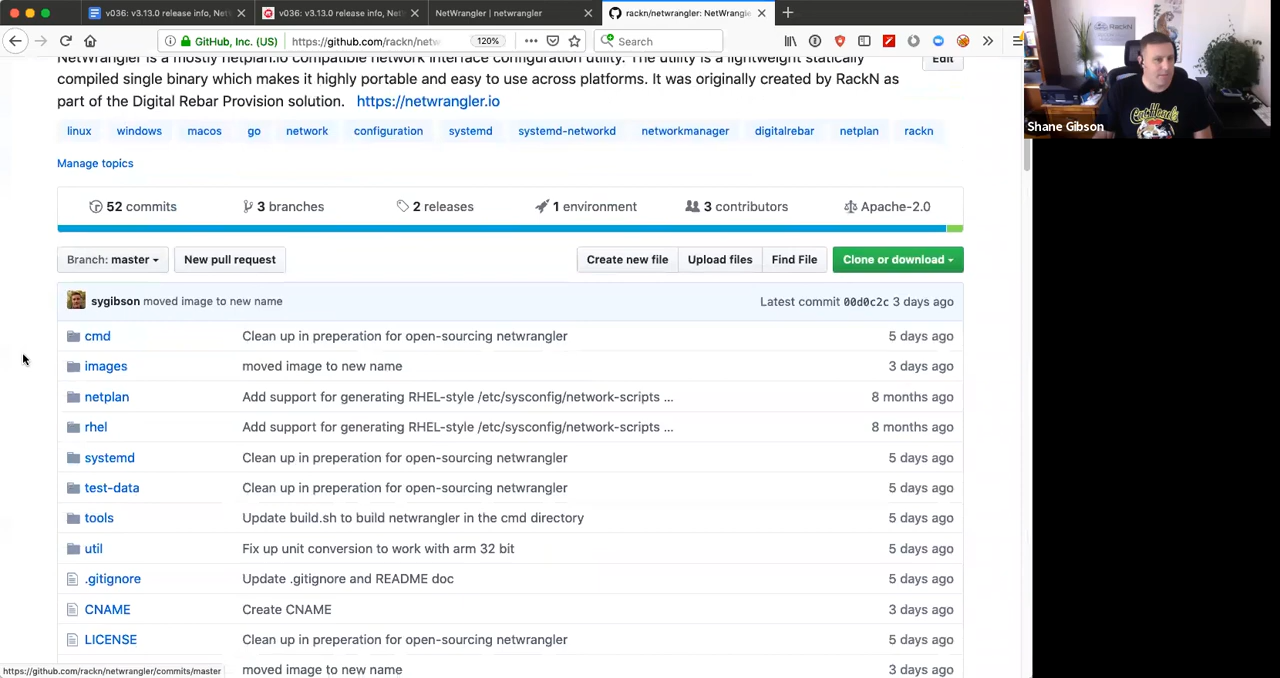 v036: v3.13.0 release info, Net
v036: v3.13.0 release info, Net
NetWrangler | netwrangler
rackn/netwrangler: NetWrangle
GitHub, Inc. (US)
https://github.com/rackn/netw
120%
Search
NetWrangler is a mostly netplan.io compatible network interface configuration utility. The utility is a lightweight statically
compiled single binary which makes it highly portable and easy to use across platforms. It was originally created by RackN as
part of the Digital Rebar Provision solution. https://netwrangler.io
Edit
linux windows macos go network configuration systemd systemd-networkd networkmanager digitalrebar netplan rackn
Manage topics
52 commits 3 branches 2 releases 1 environment 3 contributors Apache-2.0
Branch: master New pull request Create new file Upload files Find File Clone or download
sygibson moved image to new name Latest commit 00d0c2c 3 days ago
cmd Clean up in preperation for open-sourcing netwrangler 5 days ago
images moved image to new name 3 days ago
netplan Add support for generating RHEL-style /etc/sysconfig/network-scripts ... 8 months ago
rhel Add support for generating RHEL-style /etc/sysconfig/network-scripts ... 8 months ago
systemd Clean up in preperation for open-sourcing netwrangler 5 days ago
test-data Clean up in preperation for open-sourcing netwrangler 5 days ago
tools Update build.sh to build netwrangler in the cmd directory 5 days ago
util Fix up unit conversion to work with arm 32 bit 5 days ago
.gitignore Update .gitignore and README doc 5 days ago
CNAME Create CNAME 3 days ago
LICENSE Clean up in preperation for open-sourcing netwrangler 5 days ago
moved image to new name 3 days ago
https://github.com/rackn/netwrangler/commits/master
RackN
Shane Gibson